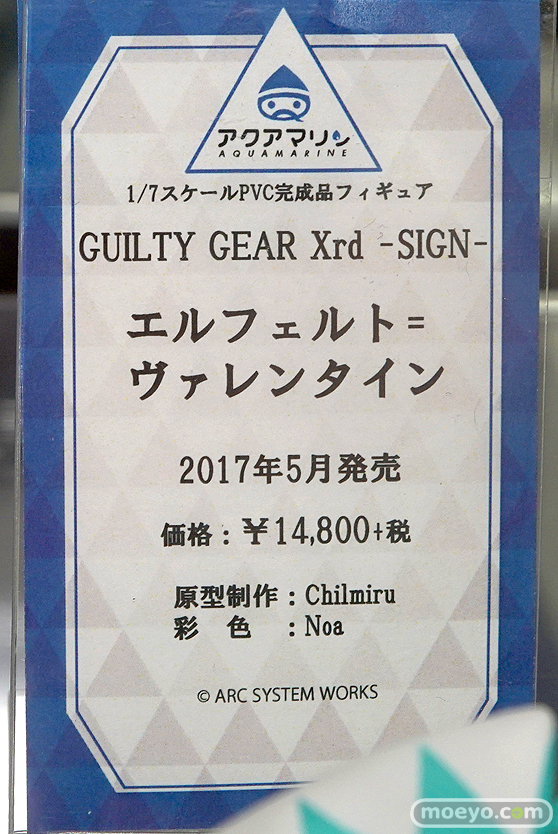 アクアマリン
AQUAMARINE
1/7スケールPVC完成品フィギュア
GUILTY GEAR Xrd -SIGN-
エルフェルト=
ヴァレンタイン
2017年5月発売
価格：￥14,800+税
原型制作：Chilmiru
彩　色　：Noa
© ARC SYSTEM WORKS
moeyo.com